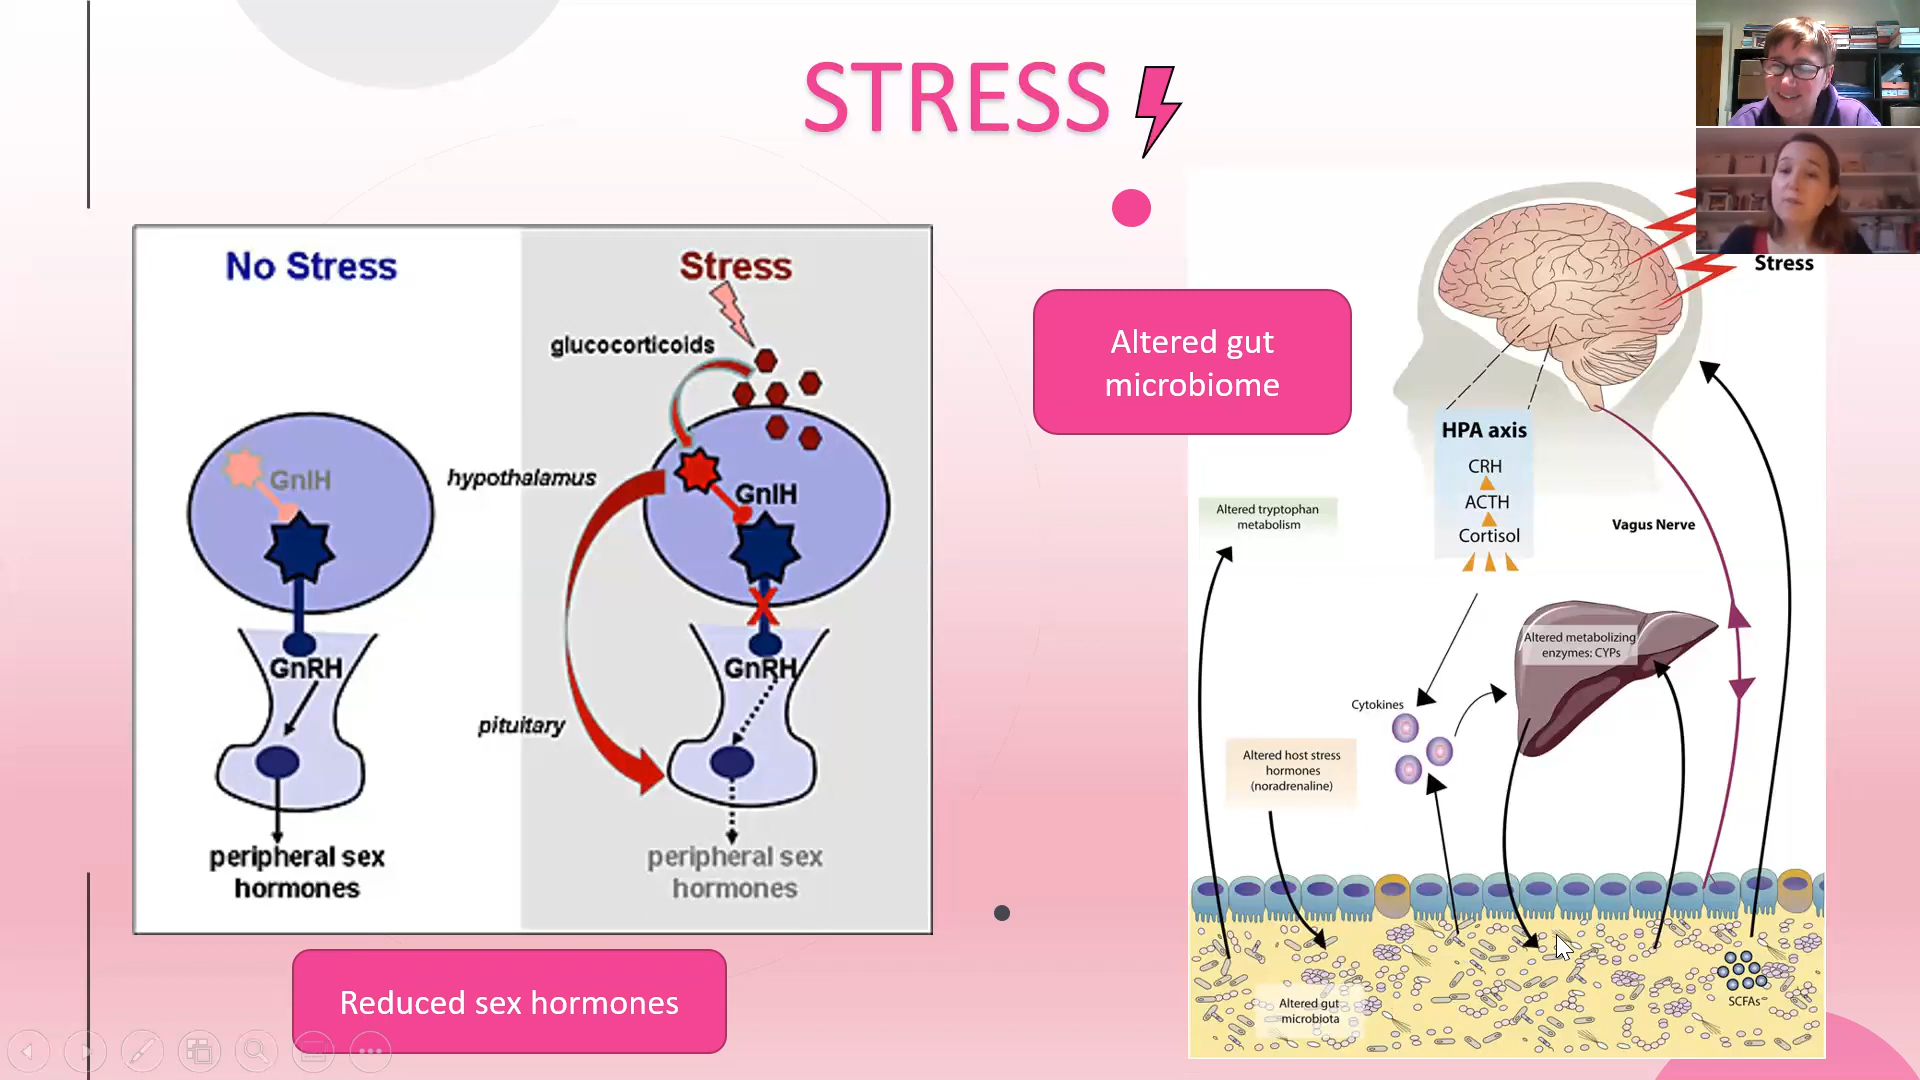 STRESS
No Stress
Stress
glucocorticoids
GnIH
hypothalamus
GnIH
GnRH
GnRH
pituitary
peripheral sex
hormones
peripheral sex
hormones
Reduced sex hormones
Altered gut
microbiome
Stress
HPA axis
CRH
ACTH
Cortisol
Altered tryptophan
metabolism
Vagus Nerve
Altered metabolizing
enzymes: CYPs
Cytokines
Altered host stress
hormones
(noradrenaline)
Altered gut
microbiota
SCFAs